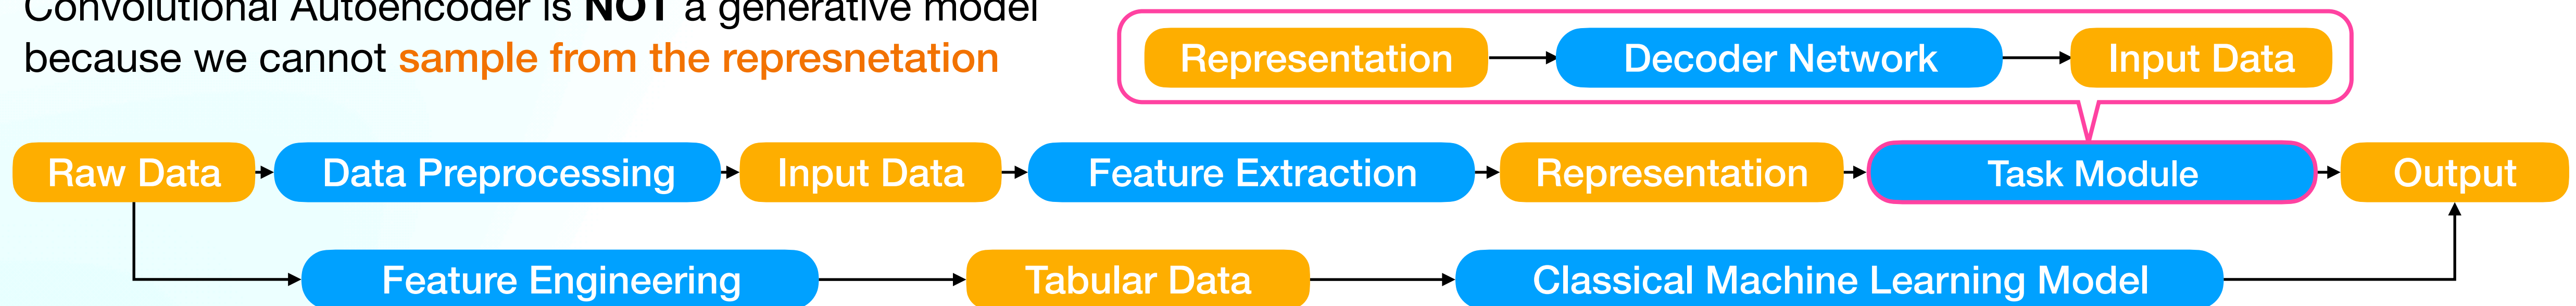 Convolutional Autoencoder is NOT a generative model
because we cannot sample from the represnetation
Representation
Decoder Network
Input Data
Raw Data
Data Preprocessing
Input Data
Feature Extraction
Representation
Task Module
Output
Feature Engineering
Tabular Data
Classical Machine Learning Model